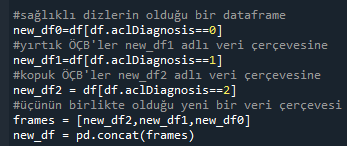 #sağlıklı dizlerin olduğu bir dataframe
new_df0=df[df.aclDiagnosis==0]
#yırtık ÖÇB'ler new_df1 adlı veri çerçevesine
new_df1=df[df.aclDiagnosis==1]
#kopuk ÖÇB'ler new_df2 adlı veri çerçevesine
new_df2 = df[df.aclDiagnosis==2]
#üçünün birlikte olduğu yeni bir veri çerçevesi
frames = [new_df2,new_df1,new_df0]
new_df = pd.concat(frames)